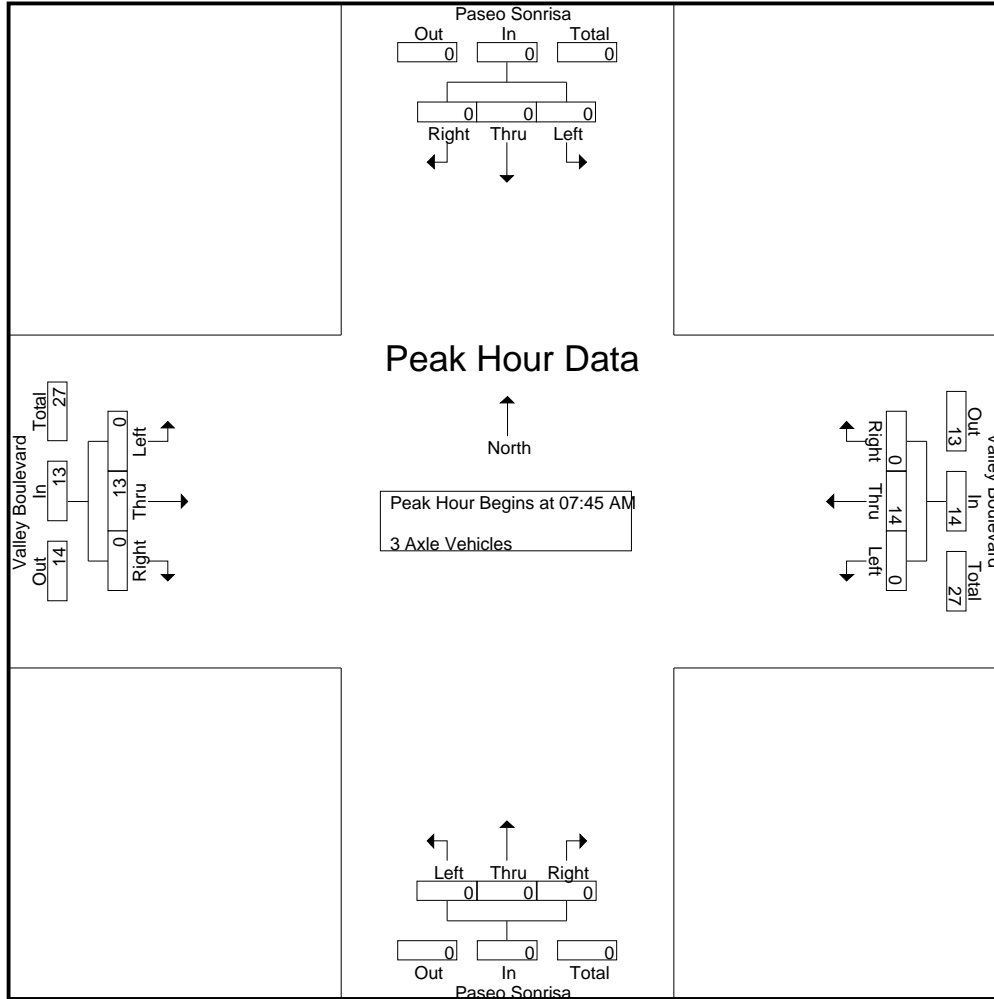 Paseo Sonrisa
Out In Total
0 0 0
0 0 0
Right Thru Left
Peak Hour Data
North
Peak Hour Begins at 07:45 AM
3 Axle Vehicles
Valley Boulevard
Out In Total
14 13 27
Left Thru Right
0 13 0
Valley Boulevard
Out In Total
13 14 27
Right Thru Left
0 14 0
Left Thru Right
0 0 0
0 0 0
Out In Total
Paseo Sonrisa